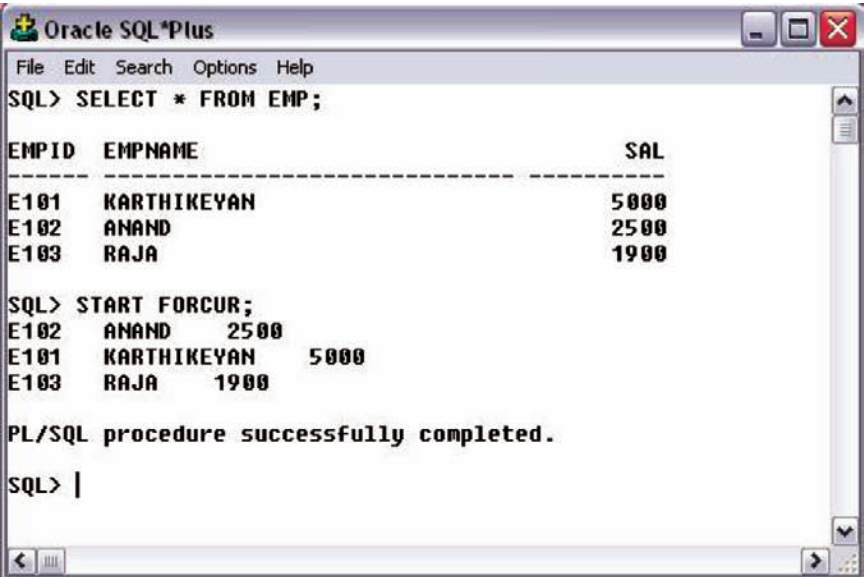 Oracle SQL*Plus
File Edit Search Options Help
SQL> SELECT * FROM EMP;
EMPID EMPNAME SAL
------ ------------------------------ ----------
E101 KARTHIKEYAN 5000
E102 ANAND 2500
E103 RAJA 1900
SQL> START FORCUR;
E102 ANAND 2500
E101 KARTHIKEYAN 5000
E103 RAJA 1900
PL/SQL procedure successfully completed.
SQL>